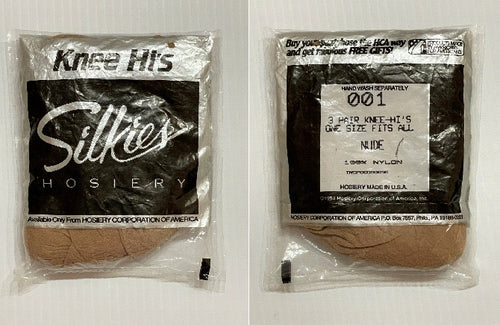 Knee Hi's
Silkies
HOSIERY
Available Only From HOSIERY CORPORATION OF AMERICA
Buy your panty hose the HCA way
and get fabulous FREE GIFTS!
HAND WASH SEPARATELY
001
3 PAIR KNEE-HI'S
ONE SIZE FITS ALL
NUDE
100% NYLON
HOSIERY MADE IN U.S.A.
Hosiery Corporation of America, Inc.
HOSIERY CORPORATION OF AMERICA P.O. Box 7657, Phila., PA